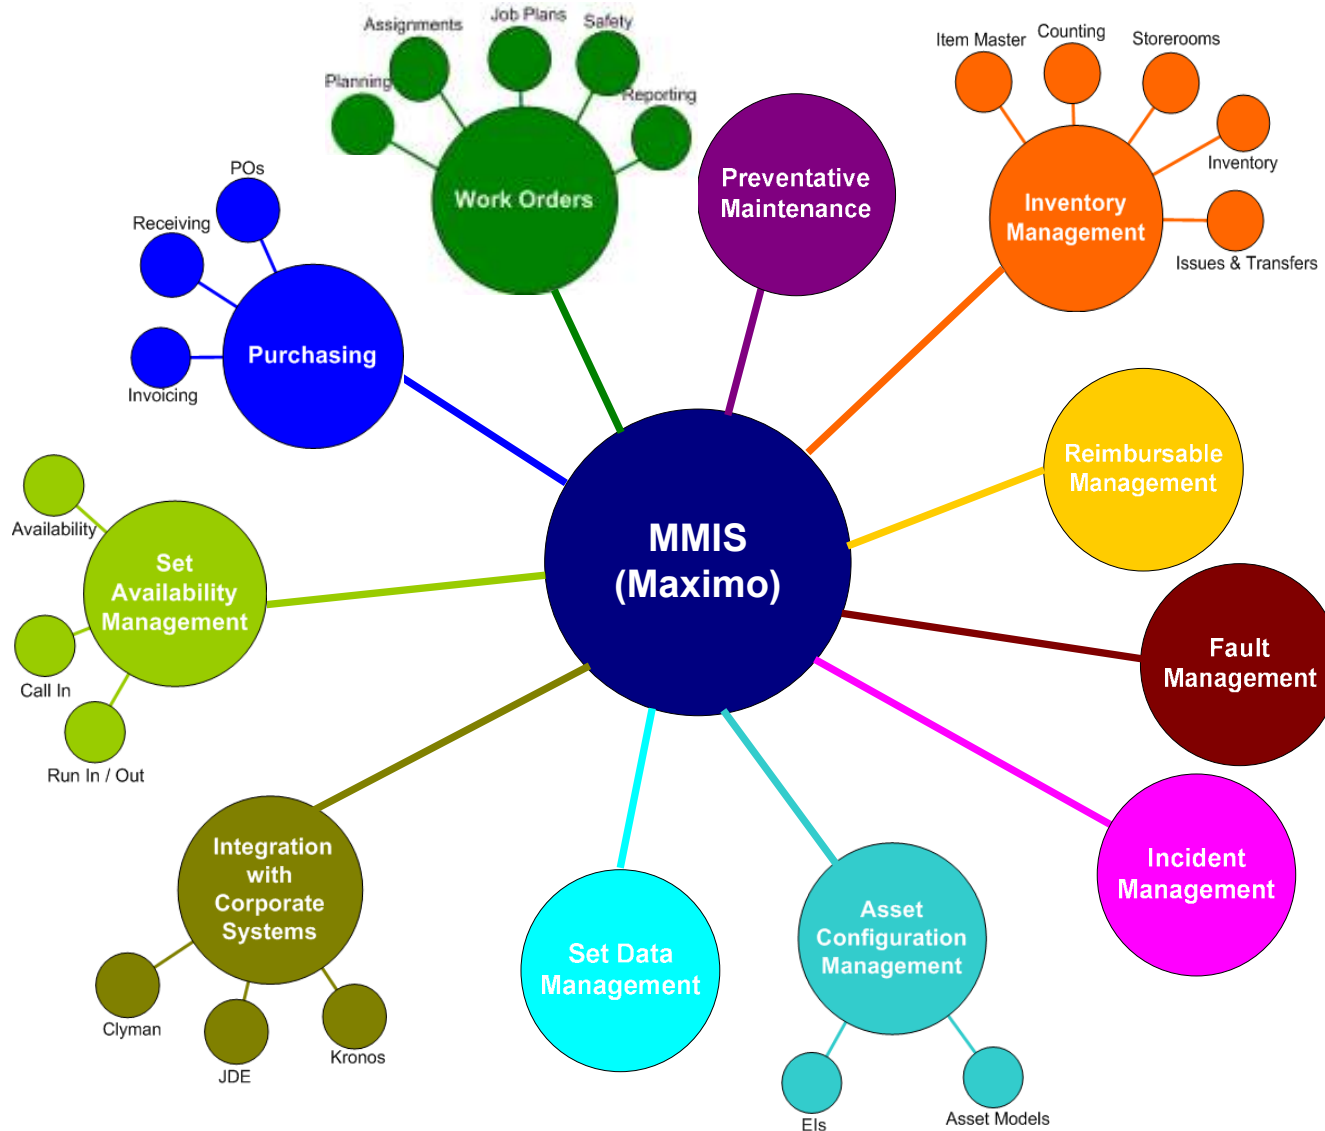 Assignments
Job Plans
Safety
Planning
Reporting
Work Orders
Preventative
Maintenance
Item Master
Counting
Storerooms
Inventory
Issues & Transfers
Inventory
Management
POs
Receiving
Invoicing
Purchasing
Reimbursable
Management
MMIS
(Maximo)
Availability
Call In
Run In / Out
Set
Availability
Management
Fault
Management
Integration
with
Corporate
Systems
Clyman
JDE
Kronos
Set Data
Management
Asset
Configuration
Management
EIs
Asset Models
Incident
Management